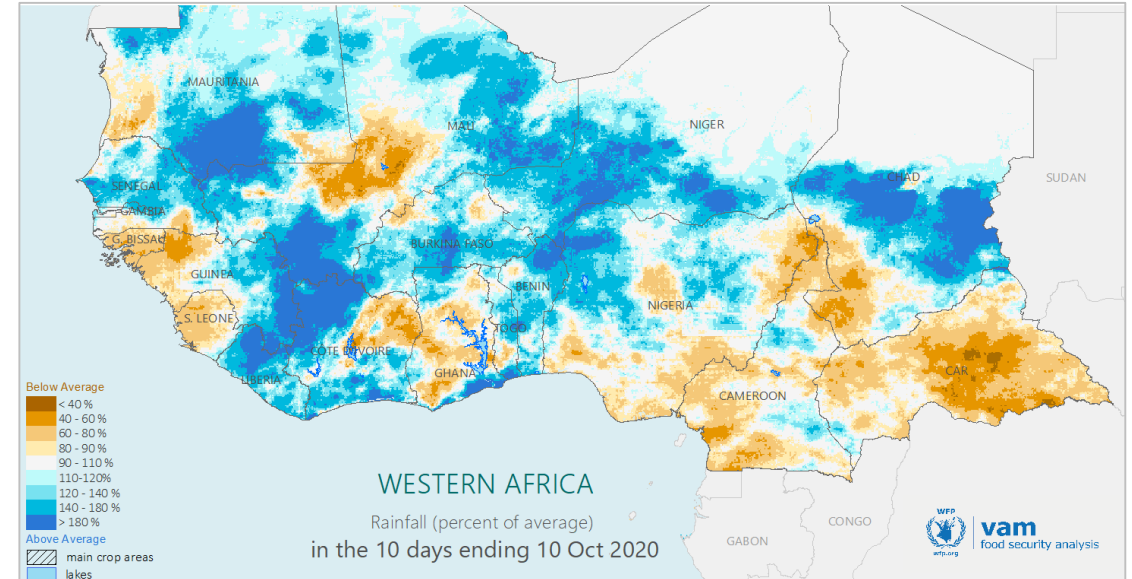 MAURITANIA
MALI
NIGER
CHAD
SUDAN
SENEGAL
GAMBIA
G. BISSAU
BURKINA FASO
GUINEA
BENIN
NIGERIA
S. LEONE
TOGO
COTE D'IVOIRE
LIBERIA
GHANA
CAR
CAMEROON
GABON
CONGO
Below Average
< 40 %
40 - 60 %
60 - 80 %
80 - 90 %
90 - 110 %
110-120%
120 - 140 %
140 - 180 %
> 180 %
Above Average
main crop areas
lakes
WESTERN AFRICA
Rainfall (percent of average)
in the 10 days ending 10 Oct 2020
WFP
wfp.org
vam
food security analysis